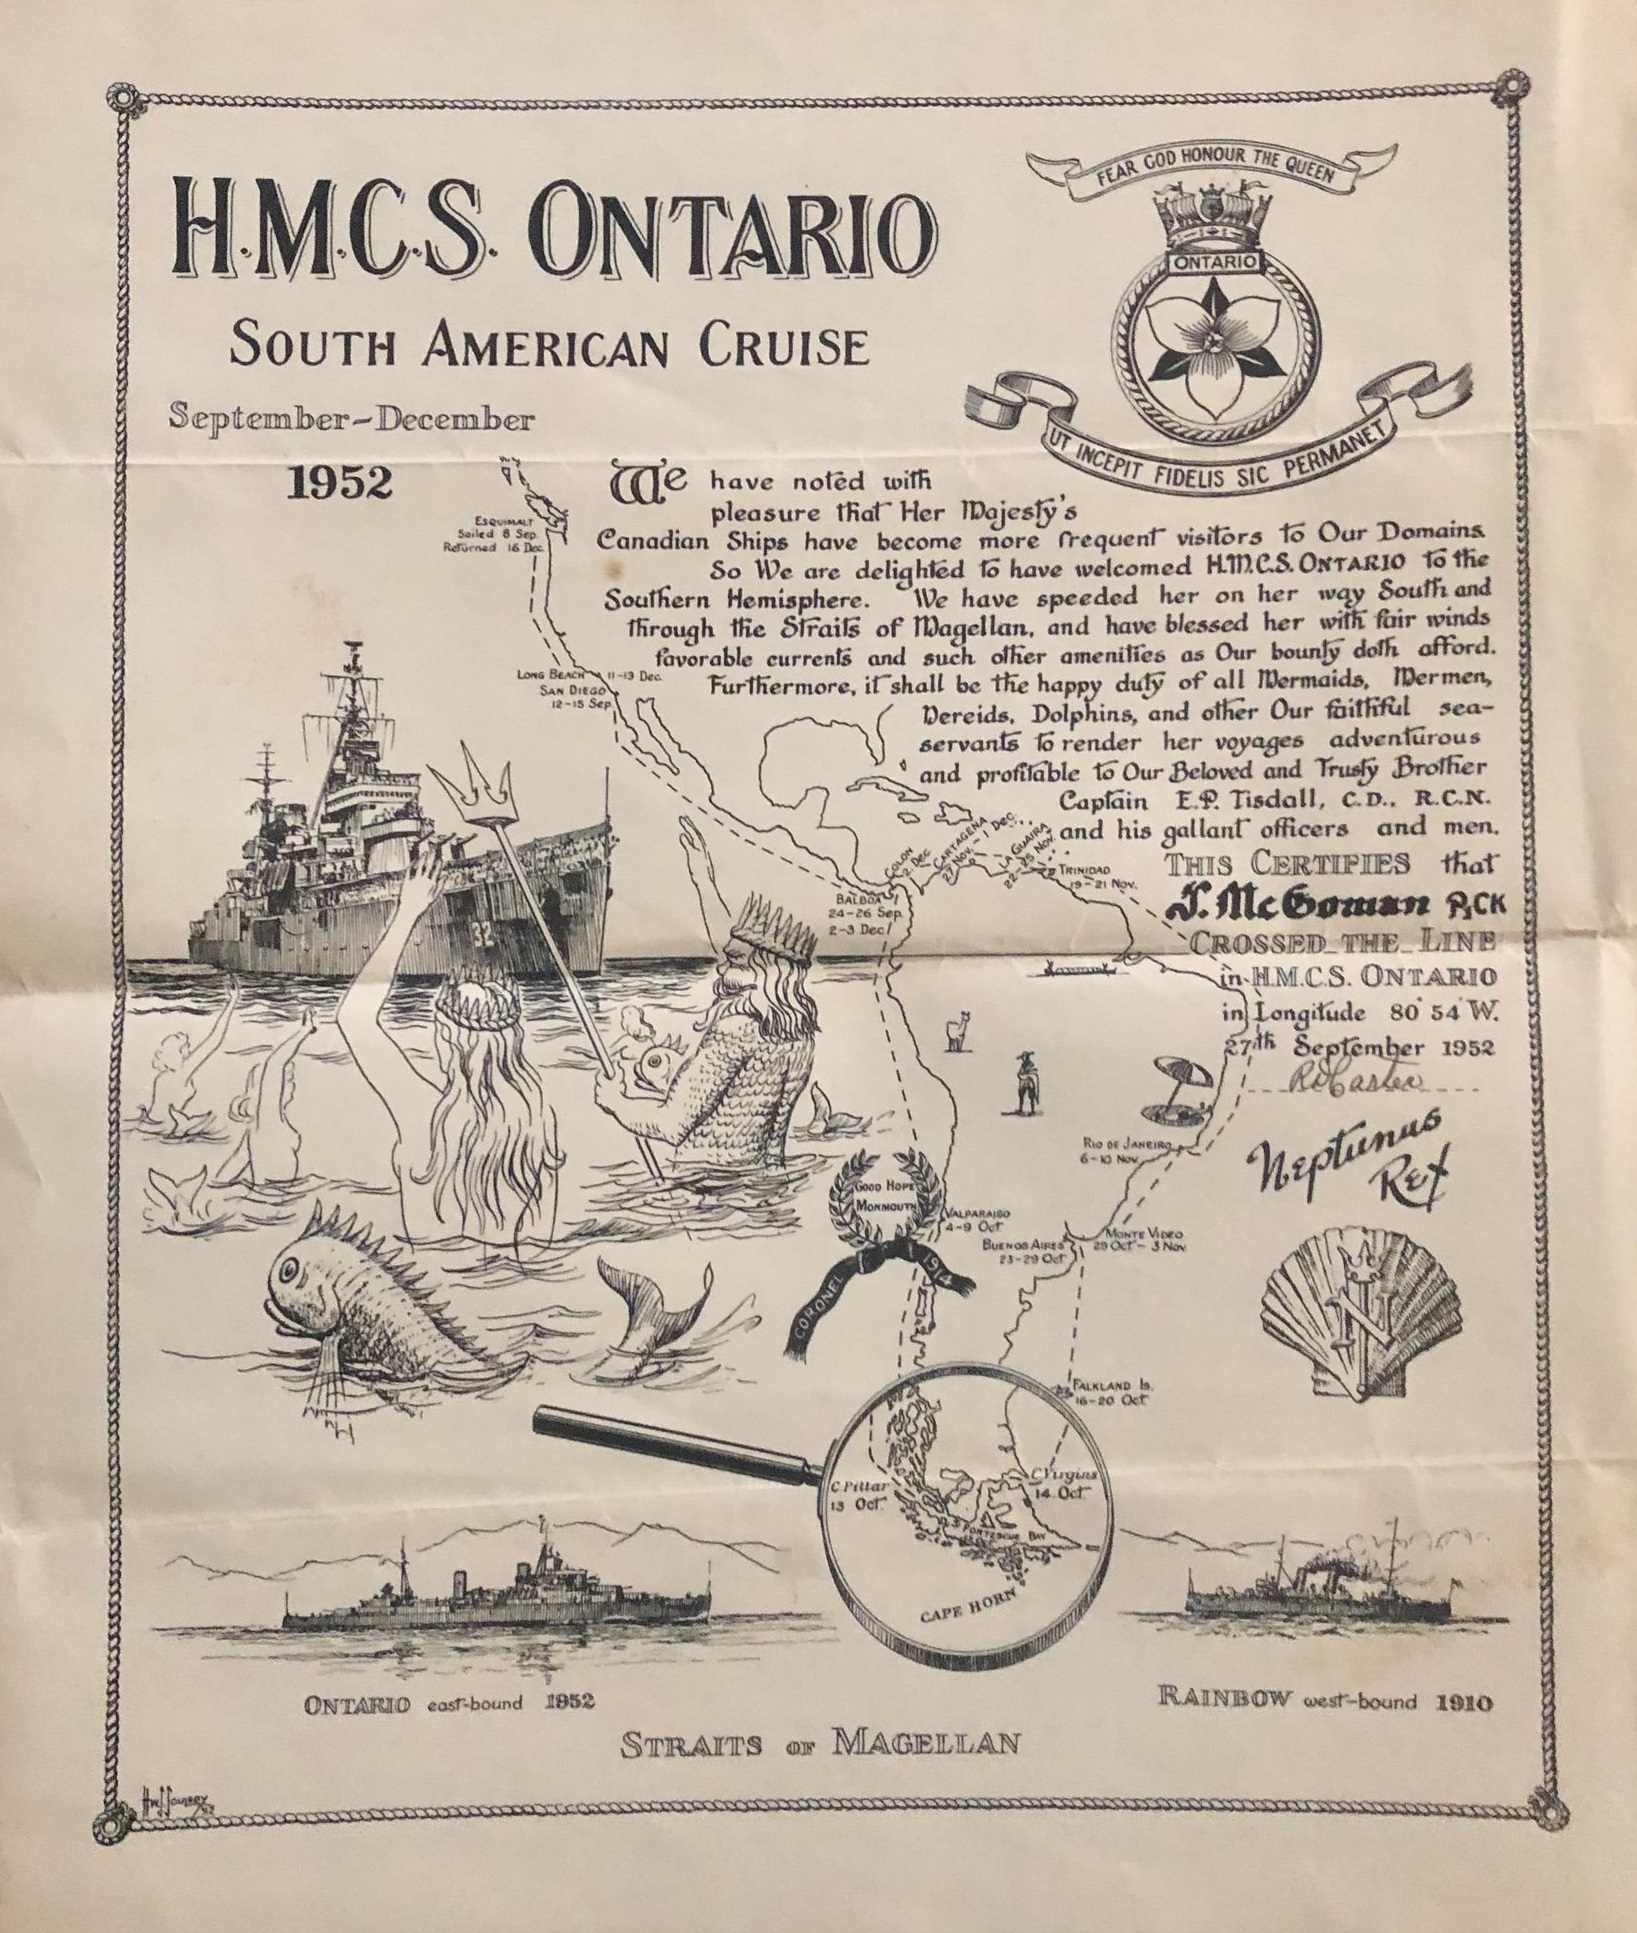 FEAR GOD HONOUR THE QUEEN
H.M.C.S. ONTARIO
ONTARIO
SOUTH AMERICAN CRUISE
September-December
UT INCEPIT FIDELIS SIC PERMANET
1952
We have noted with
pleasure that Her Majesty's
Canadian Ships have become more frequent visitors to Our Domains.
So We are delighted to have welcomed H.M.C.S. ONTARIO to the
Southern Hemisphere. We have speeded her on her way South and
through the Straits of Magellan, and have blessed her with fair winds
favorable currents and such other amenities as Our bounty doth afford.
Furthermore, it shall be the happy duty of all Mermaids, Mermen,
Nereids, Dolphins, and other Our faithful sea-
servants to render her voyages adventurous
and profitable to Our Beloved and Trusty Brother
Captain E.P. Tisdall, C.D., R.C.N.
and his gallant officers and men.
THIS CERTIFIES that
J. McGowan P2CK
CROSSED THE LINE
in H.M.C.S. ONTARIO
in Longitude 80° 54' W.
27th September 1952
Neptunus
Rex
ESQUIMALT
Sailed 8 Sep.
Returned 16 Dec.
LONG BEACH 11-13 Dec.
SAN DIEGO
12-15 Sep.
COLON
2 Dec
CARTAGENA
27 Nov.-1 Dec.
LA GUAIRA
22-25 Nov.
TRINIDAD
19-21 Nov.
BALBOA
24-26 Sep.
2-3 Dec.
32
RIO DE JANEIRO
6-10 Nov.
GOOD HOPE
MONMOUTH
CORONEL 1914
VALPARAISO
4-9 Oct
BUENOS AIRES
23-29 Oct
MONTE VIDEO
29 Oct - 3 Nov
N
FALKLAND Is.
16-20 Oct
C. Pillar
13 Oct.
C. Virgins
14 Oct.
FORTESCUE BAY
CAPE HORN
ONTARIO east-bound 1952
RAINBOW west-bound 1910
STRAITS OF MAGELLAN